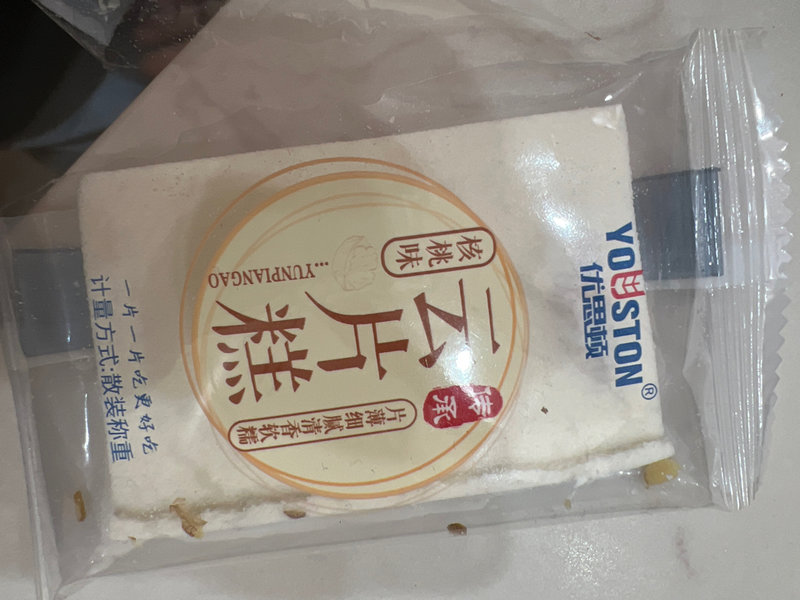 YOUSTON®
优思顿
核桃味
云片糕
YUNPIANGAO...
传承
片薄细腻清香软糯
一片一片吃更好吃
计量方式:散装称重